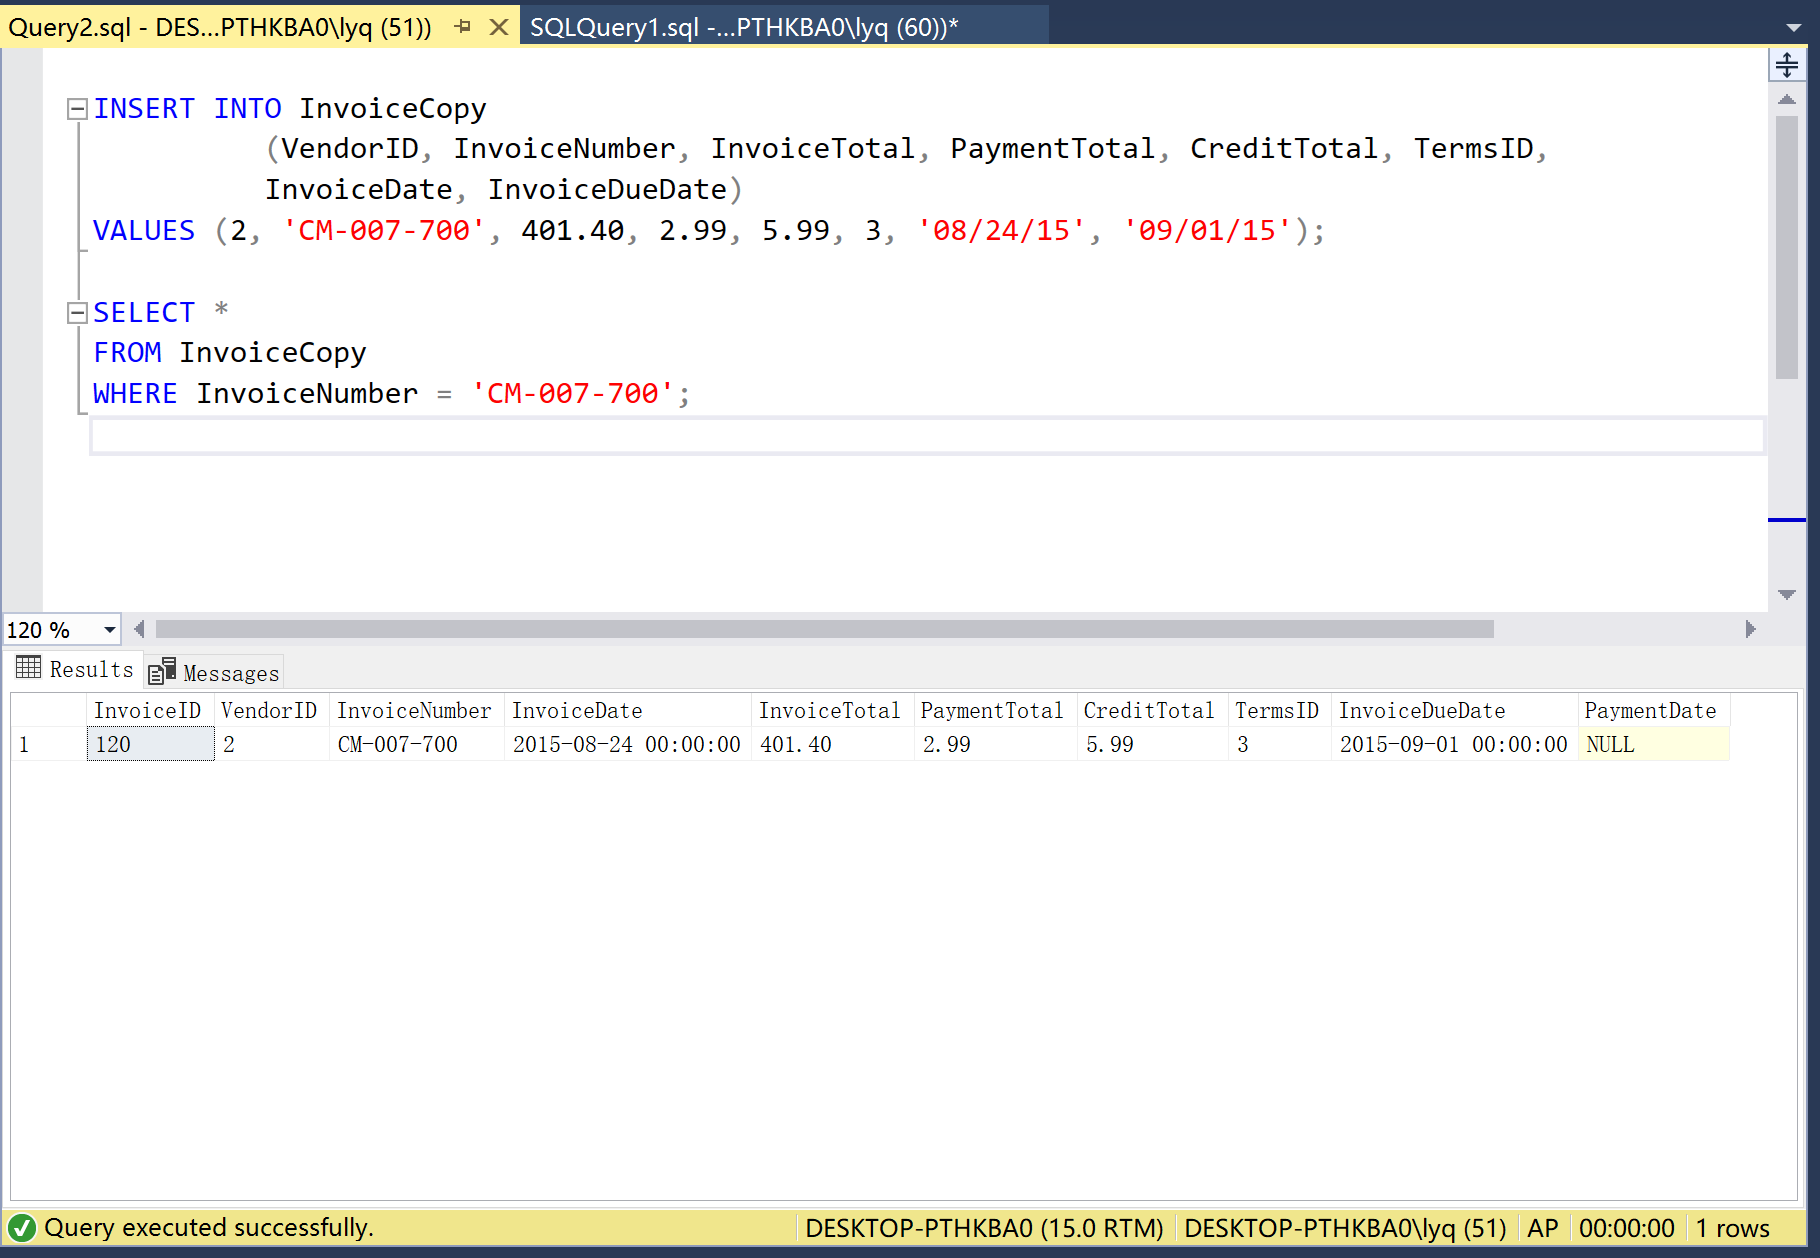 Query2.sql - DES...PTHKBA0\lyq (51)) SQLQuery1.sql -...PTHKBA0\lyq (60))*
INSERT INTO InvoiceCopy
(VendorID, InvoiceNumber, InvoiceTotal, PaymentTotal, CreditTotal, TermsID,
InvoiceDate, InvoiceDueDate)
VALUES (2, 'CM-007-700', 401.40, 2.99, 5.99, 3, '08/24/15', '09/01/15');
SELECT *
FROM InvoiceCopy
WHERE InvoiceNumber = 'CM-007-700';
120 %
Results Messages
InvoiceID VendorID InvoiceNumber InvoiceDate InvoiceTotal PaymentTotal CreditTotal TermsID InvoiceDueDate PaymentDate
1 120 2 CM-007-700 2015-08-24 00:00:00 401.40 2.99 5.99 3 2015-09-01 00:00:00 NULL
Query executed successfully. DESKTOP-PTHKBA0 (15.0 RTM) DESKTOP-PTHKBA0\lyq (51) AP 00:00:00 1 rows